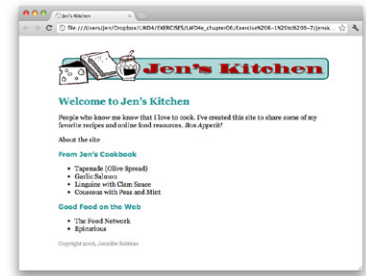 Jen's Kitchen
Jen's Kitchen
Welcome to Jen's Kitchen
People who know me know that I love to cook. I've created this site to share some of my
favorite recipes and online food resources. Bon Appetit!
About the site
From Jen's Cookbook
Tapenade (Olive Spread)
Garlic Salmon
Linguine with Clam Sauce
Couscous with Peas and Mint
Good Food on the Web
The Food Network
Epicurious
Copyright 2006, Jennifer Robbins